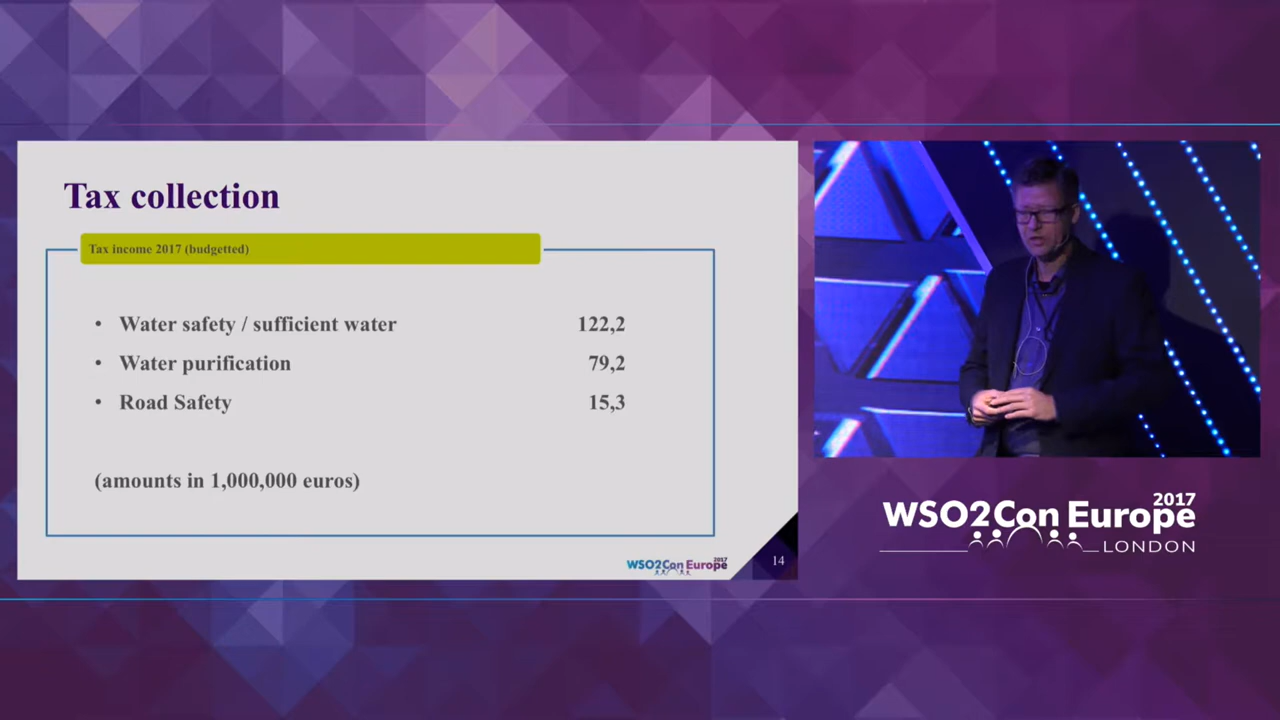 Tax collection
Tax income 2017 (budgetted)
• Water safety / sufficient water 122,2
• Water purification 79,2
• Road Safety 15,3
(amounts in 1,000,000 euros)
WSO2Con Europe 2017
14
2017
WSO2Con Europe
LONDON